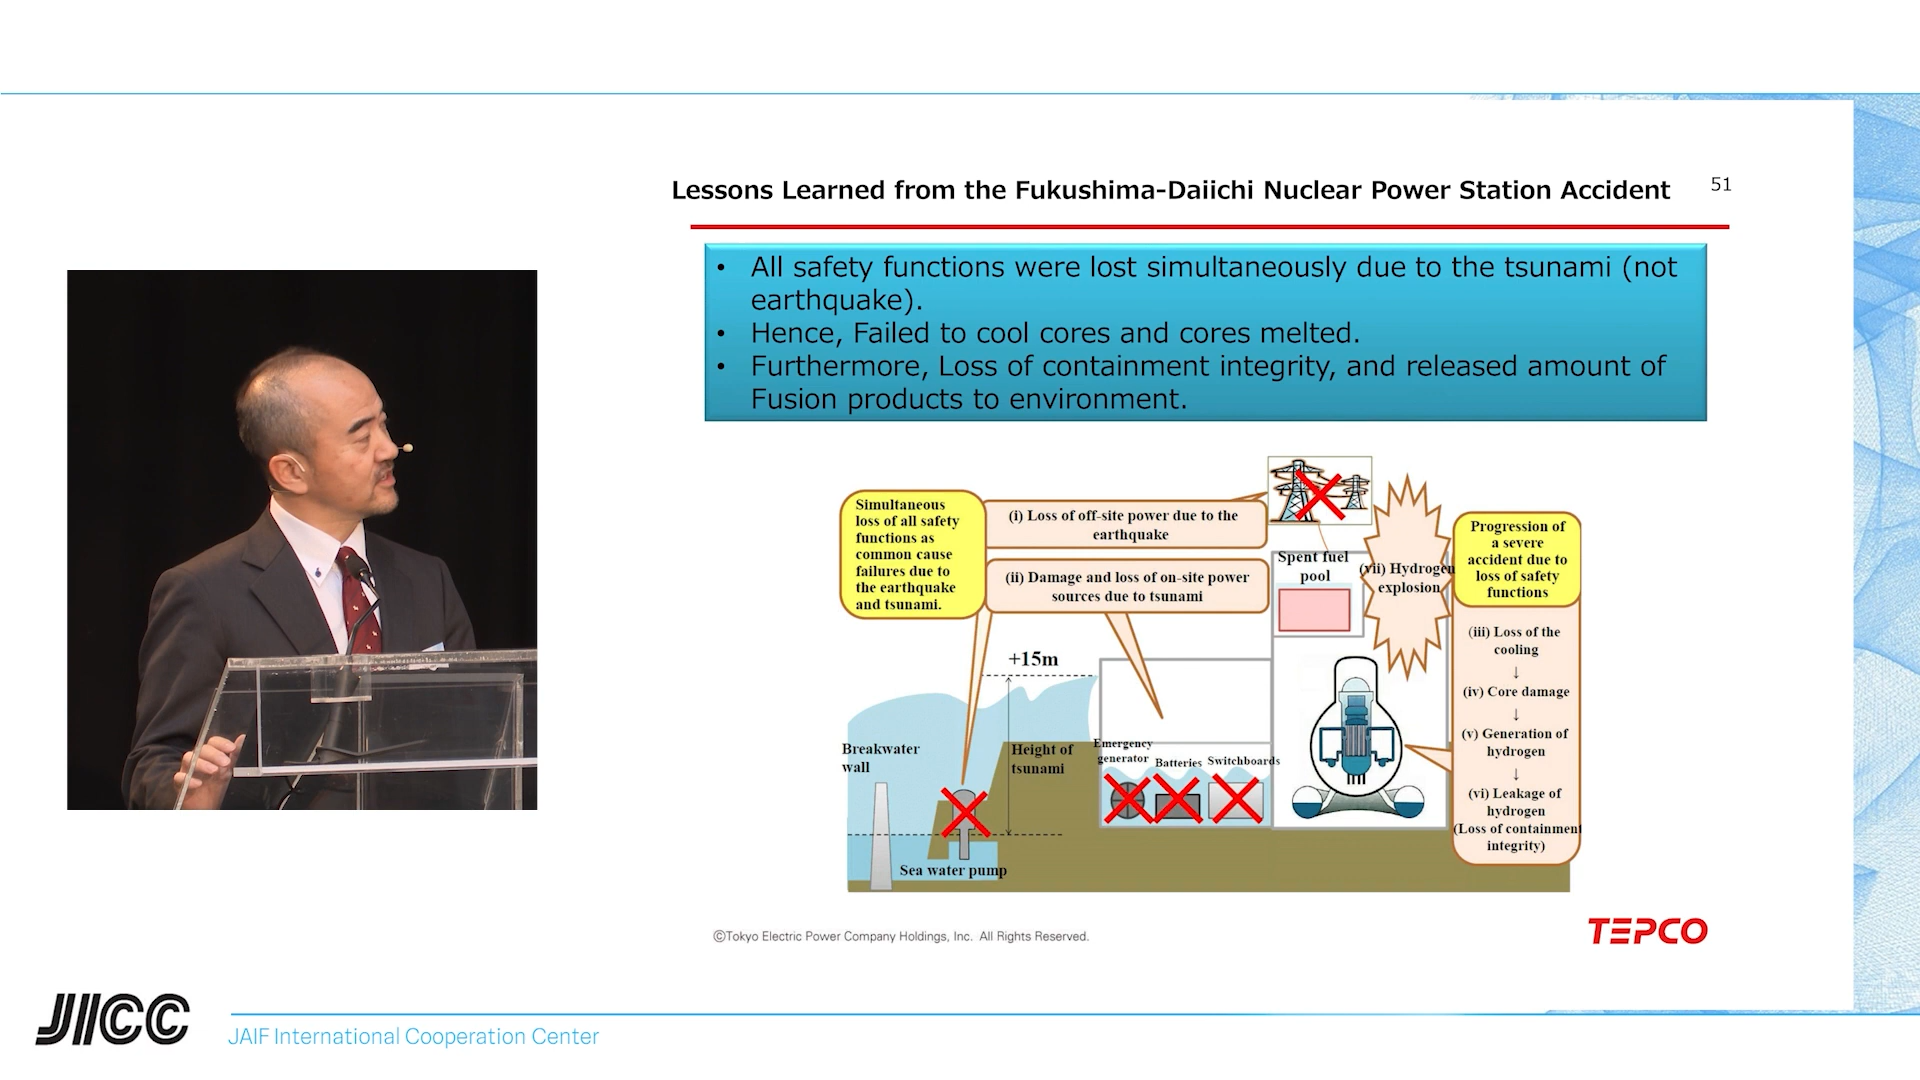 Lessons Learned from the Fukushima-Daiichi Nuclear Power Station Accident
51
• All safety functions were lost simultaneously due to the tsunami (not
earthquake).
• Hence, Failed to cool cores and cores melted.
• Furthermore, Loss of containment integrity, and released amount of
Fusion products to environment.
Simultaneous
loss of all safety
functions as
common cause
failures due to
the earthquake
and tsunami.
(i) Loss of off-site power due to the
earthquake
(ii) Damage and loss of on-site power
sources due to tsunami
Spent fuel
pool
(vii) Hydrogen
explosion
Progression of
a severe
accident due to
loss of safety
functions
(iii) Loss of the
cooling
↓
(iv) Core damage
↓
(v) Generation of
hydrogen
↓
(vi) Leakage of
hydrogen
(Loss of containment
integrity)
+15m
Breakwater
wall
Height of
tsunami
Emergency
generator
Batteries
Switchboards
Sea water pump
©Tokyo Electric Power Company Holdings, Inc. All Rights Reserved.
TEPCO
JICC
JAIF International Cooperation Center